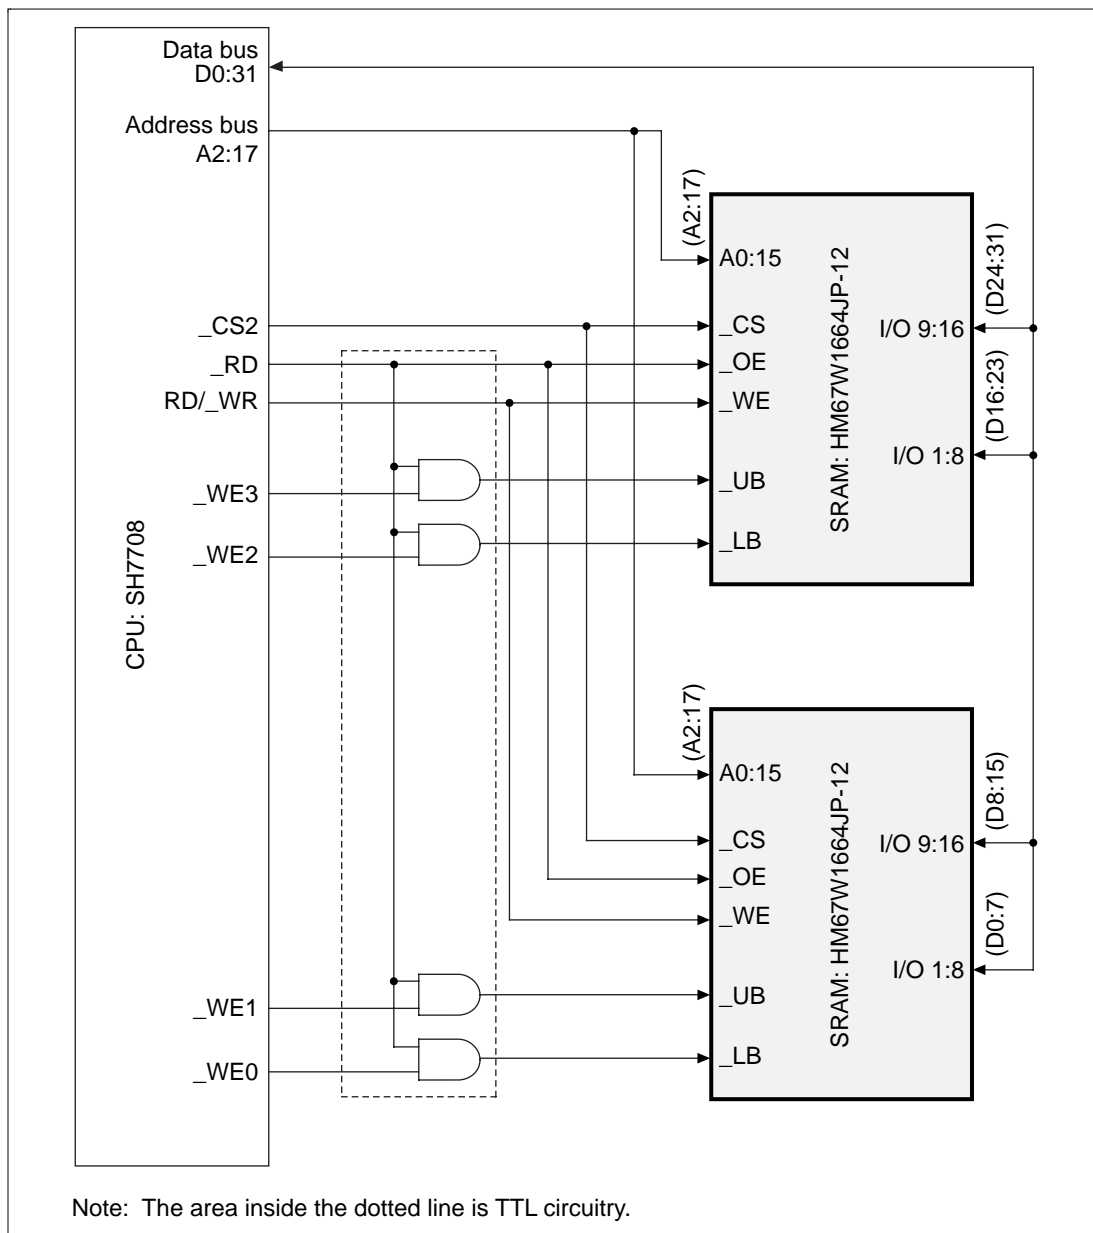 Data bus
D0:31
Address bus
A2:17
_CS2
_RD
RD/_WR
_WE3
_WE2
CPU: SH7708
_WE1
_WE0
(A2:17)
A0:15
_CS
_OE
_WE
_UB
_LB
SRAM: HM67W1664JP-12
I/O 9:16
(D24:31)
I/O 1:8
(D16:23)
(A2:17)
A0:15
_CS
_OE
_WE
_UB
_LB
SRAM: HM67W1664JP-12
I/O 9:16
(D8:15)
I/O 1:8
(D0:7)
Note: The area inside the dotted line is TTL circuitry.